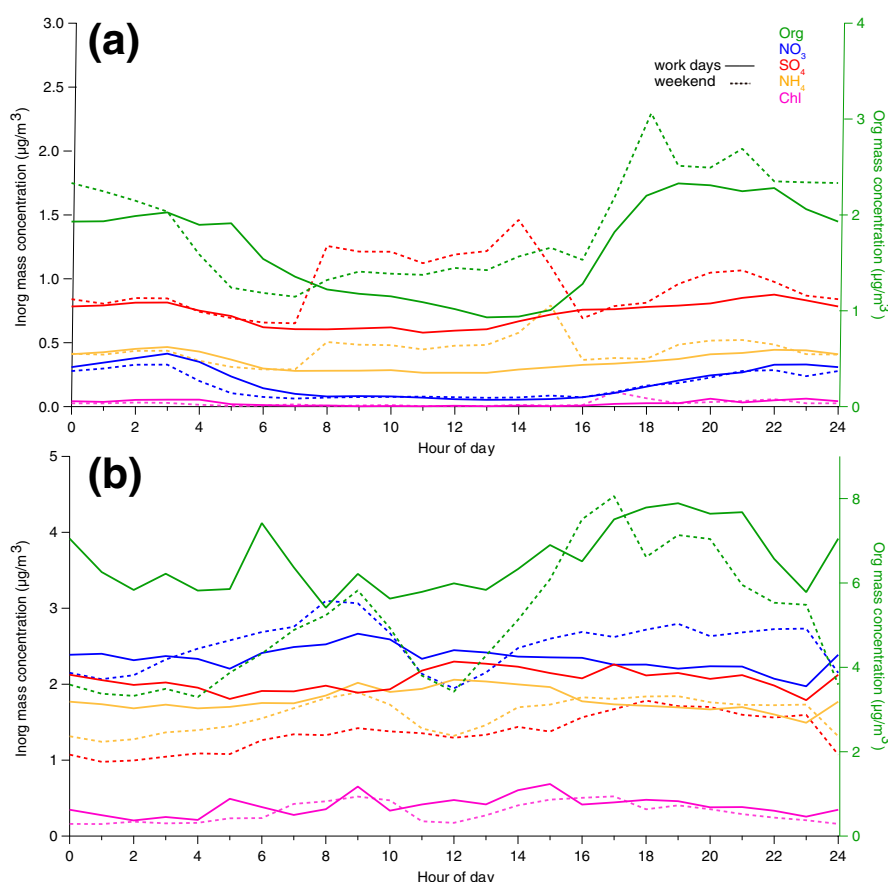 (a)
3.0
2.5
2.0
1.5
1.0
0.5
0.0
Inorg mass concentration (µg/m³)
4
3
2
1
0
Org mass concentration (µg/m³)
work days
weekend
Org
NO₃
SO₄
NH₄
Chl
0 2 4 6 8 10 12 14 16 18 20 22 24
Hour of day
(b)
5
4
3
2
1
0
Inorg mass concentration (µg/m³)
8
6
4
2
0
Org mass concentration (µg/m³)
0 2 4 6 8 10 12 14 16 18 20 22 24
Hour of day